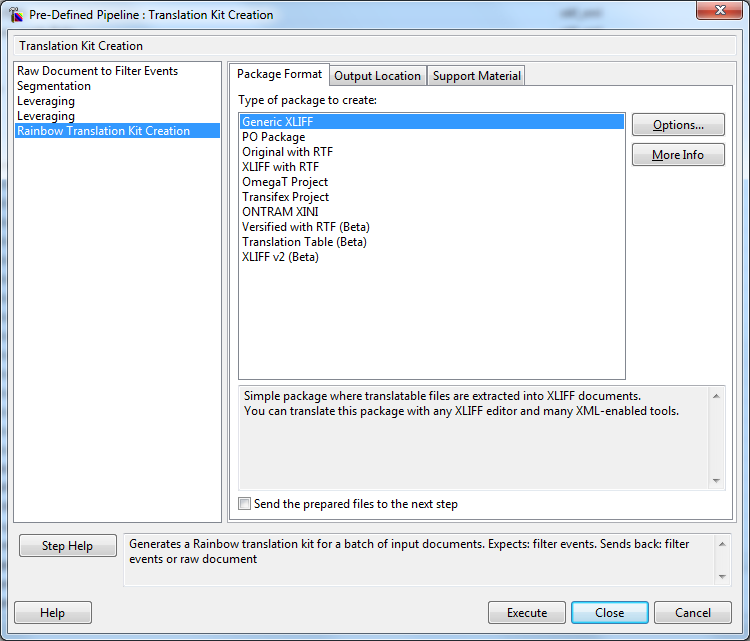 Pre-Defined Pipeline : Translation Kit Creation
Translation Kit Creation
Raw Document to Filter Events
Segmentation
Leveraging
Leveraging
Rainbow Translation Kit Creation
Package Format
Output Location
Support Material
Type of package to create:
Generic XLIFF
PO Package
Original with RTF
XLIFF with RTF
OmegaT Project
Transifex Project
ONTRAM XINI
Versified with RTF (Beta)
Translation Table (Beta)
XLIFF v2 (Beta)
Options...
More Info
Simple package where translatable files are extracted into XLIFF documents.
You can translate this package with any XLIFF editor and many XML-enabled tools.
Send the prepared files to the next step
Step Help
Generates a Rainbow translation kit for a batch of input documents. Expects: filter events. Sends back: filter
events or raw document
Help
Execute
Close
Cancel